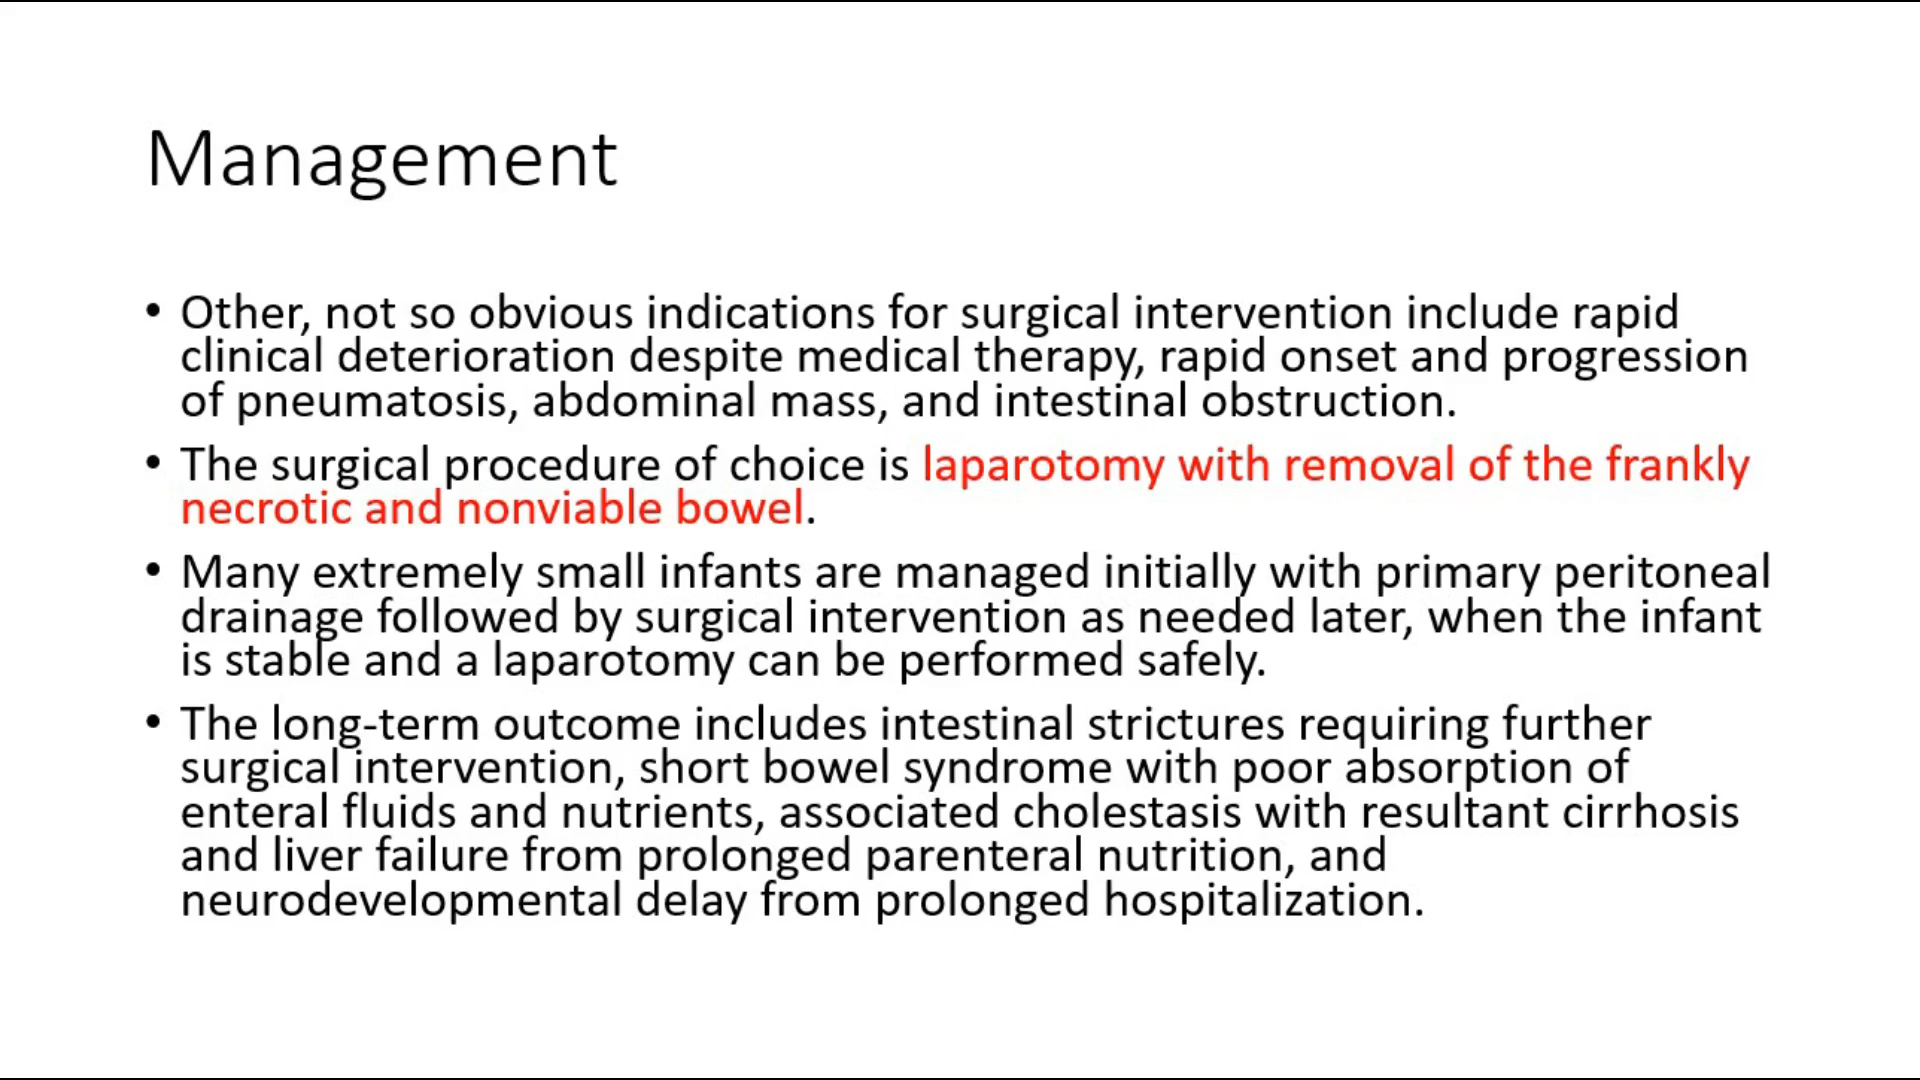 Management
• Other, not so obvious indications for surgical intervention include rapid
clinical deterioration despite medical therapy, rapid onset and progression
of pneumatosis, abdominal mass, and intestinal obstruction.
• The surgical procedure of choice is laparotomy with removal of the frankly
necrotic and nonviable bowel.
• Many extremely small infants are managed initially with primary peritoneal
drainage followed by surgical intervention as needed later, when the infant
is stable and a laparotomy can be performed safely.
• The long-term outcome includes intestinal strictures requiring further
surgical intervention, short bowel syndrome with poor absorption of
enteral fluids and nutrients, associated cholestasis with resultant cirrhosis
and liver failure from prolonged parenteral nutrition, and
neurodevelopmental delay from prolonged hospitalization.